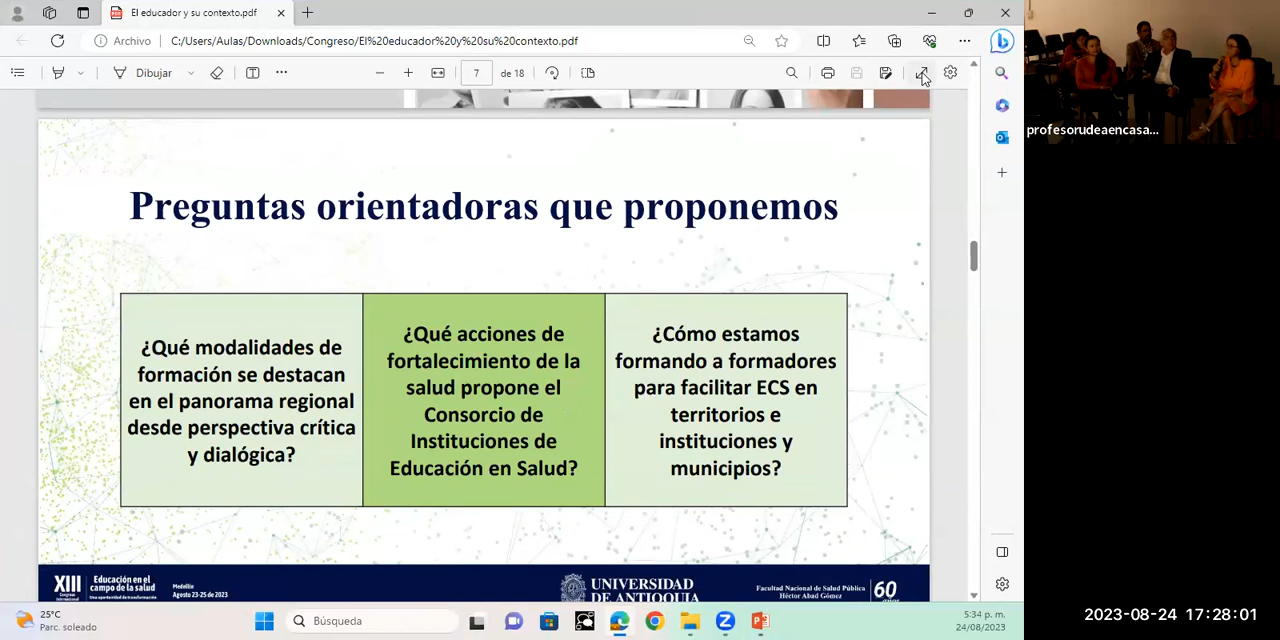 El educador y su contexto.pdf
Archivo
C:/Users/Aulas/Downloads/Congreso/El%20educador%20y%20su%20contexto.pdf
Dibujar
7
de 18
Preguntas orientadoras que proponemos
¿Qué modalidades de
formación se destacan
en el panorama regional
desde perspectiva crítica
y dialógica?
¿Qué acciones de
fortalecimiento de la
salud propone el
Consorcio de
Instituciones de
Educación en Salud?
¿Cómo estamos
formando a formadores
para facilitar ECS en
territorios e
instituciones y
municipios?
XIII
Educación en el
campo de la salud
Una oportunidad de transformación
Medellín
Agosto 23-25 de 2023
UNIVERSIDAD
DE ANTIOQUIA
Facultad Nacional de Salud Pública
Héctor Abad Gómez
60
25°C
Parc. soleado
Búsqueda
5:34 p. m.
24/08/2023
profesorudeaencasa...
2023-08-24 17:28:01